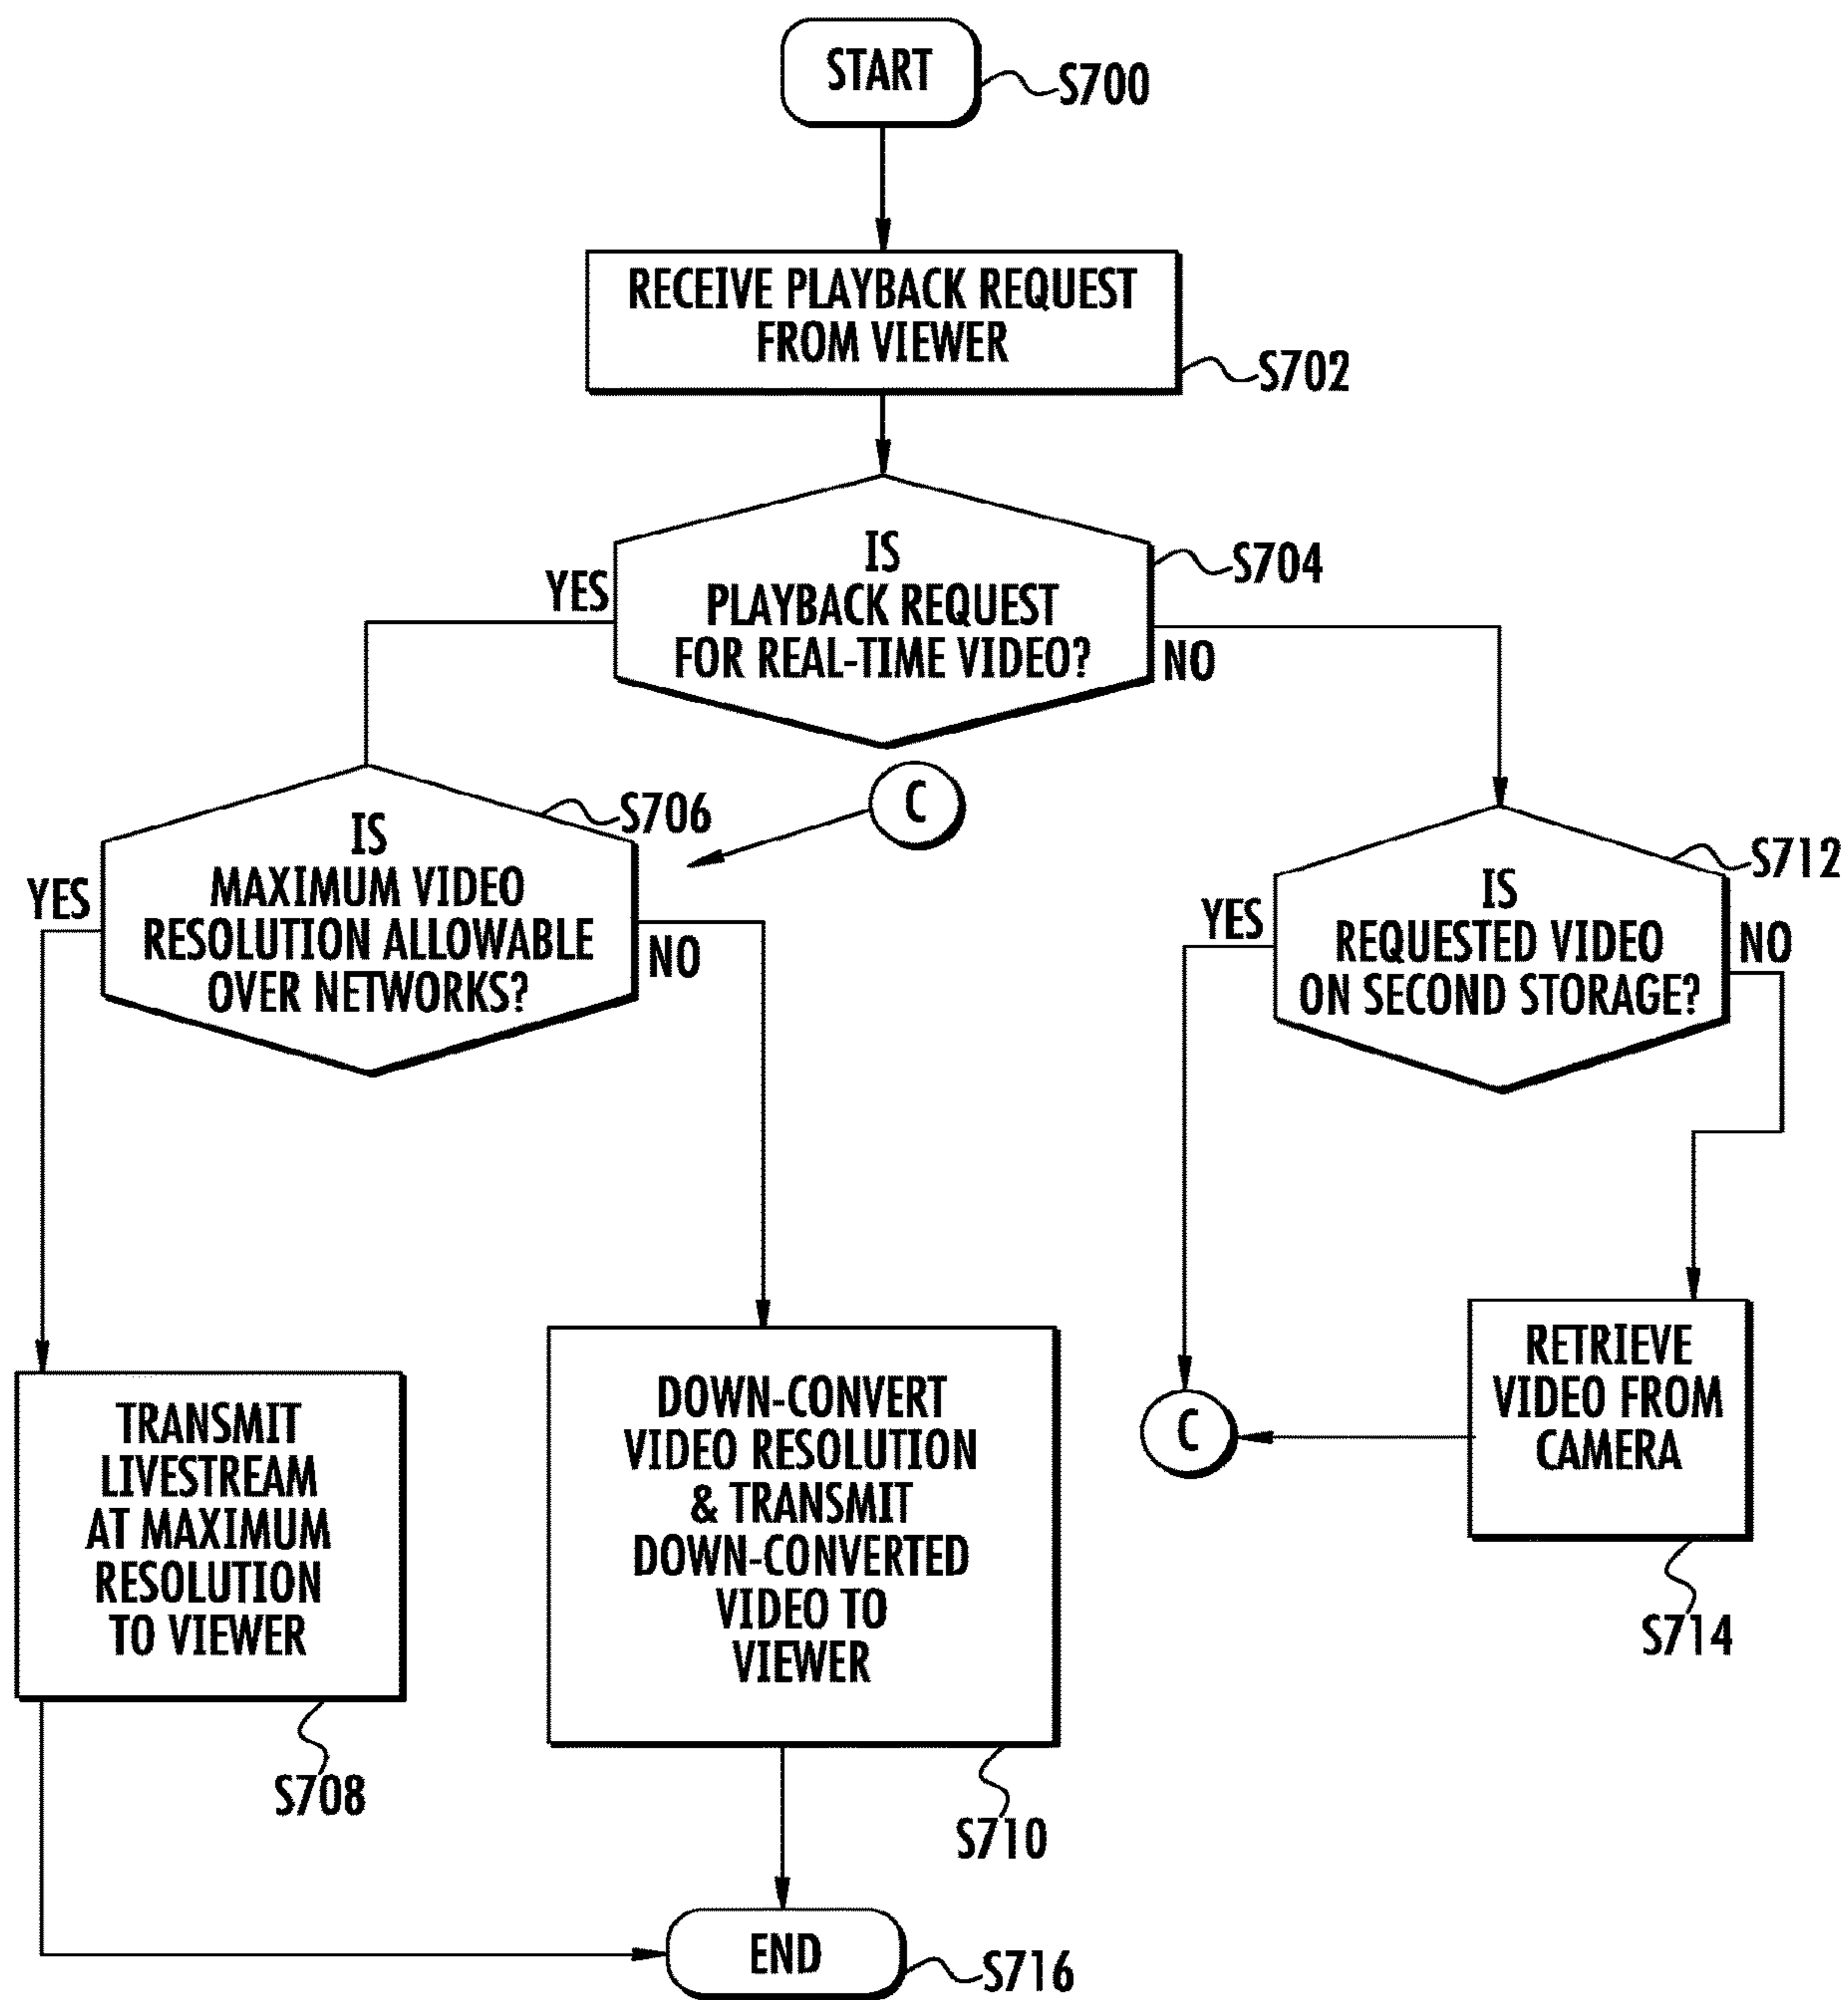 START
S700
RECEIVE PLAYBACK REQUEST
FROM VIEWER
S702
IS
PLAYBACK REQUEST
FOR REAL-TIME VIDEO?
S704
YES
NO
C
S706
IS
MAXIMUM VIDEO
RESOLUTION ALLOWABLE
OVER NETWORKS?
YES
NO
S712
IS
REQUESTED VIDEO
ON SECOND STORAGE?
YES
NO
TRANSMIT
LIVESTREAM
AT MAXIMUM
RESOLUTION
TO VIEWER
S708
DOWN-CONVERT
VIDEO RESOLUTION
& TRANSMIT
DOWN-CONVERTED
VIDEO TO
VIEWER
S710
C
RETRIEVE
VIDEO FROM
CAMERA
S714
END
S716